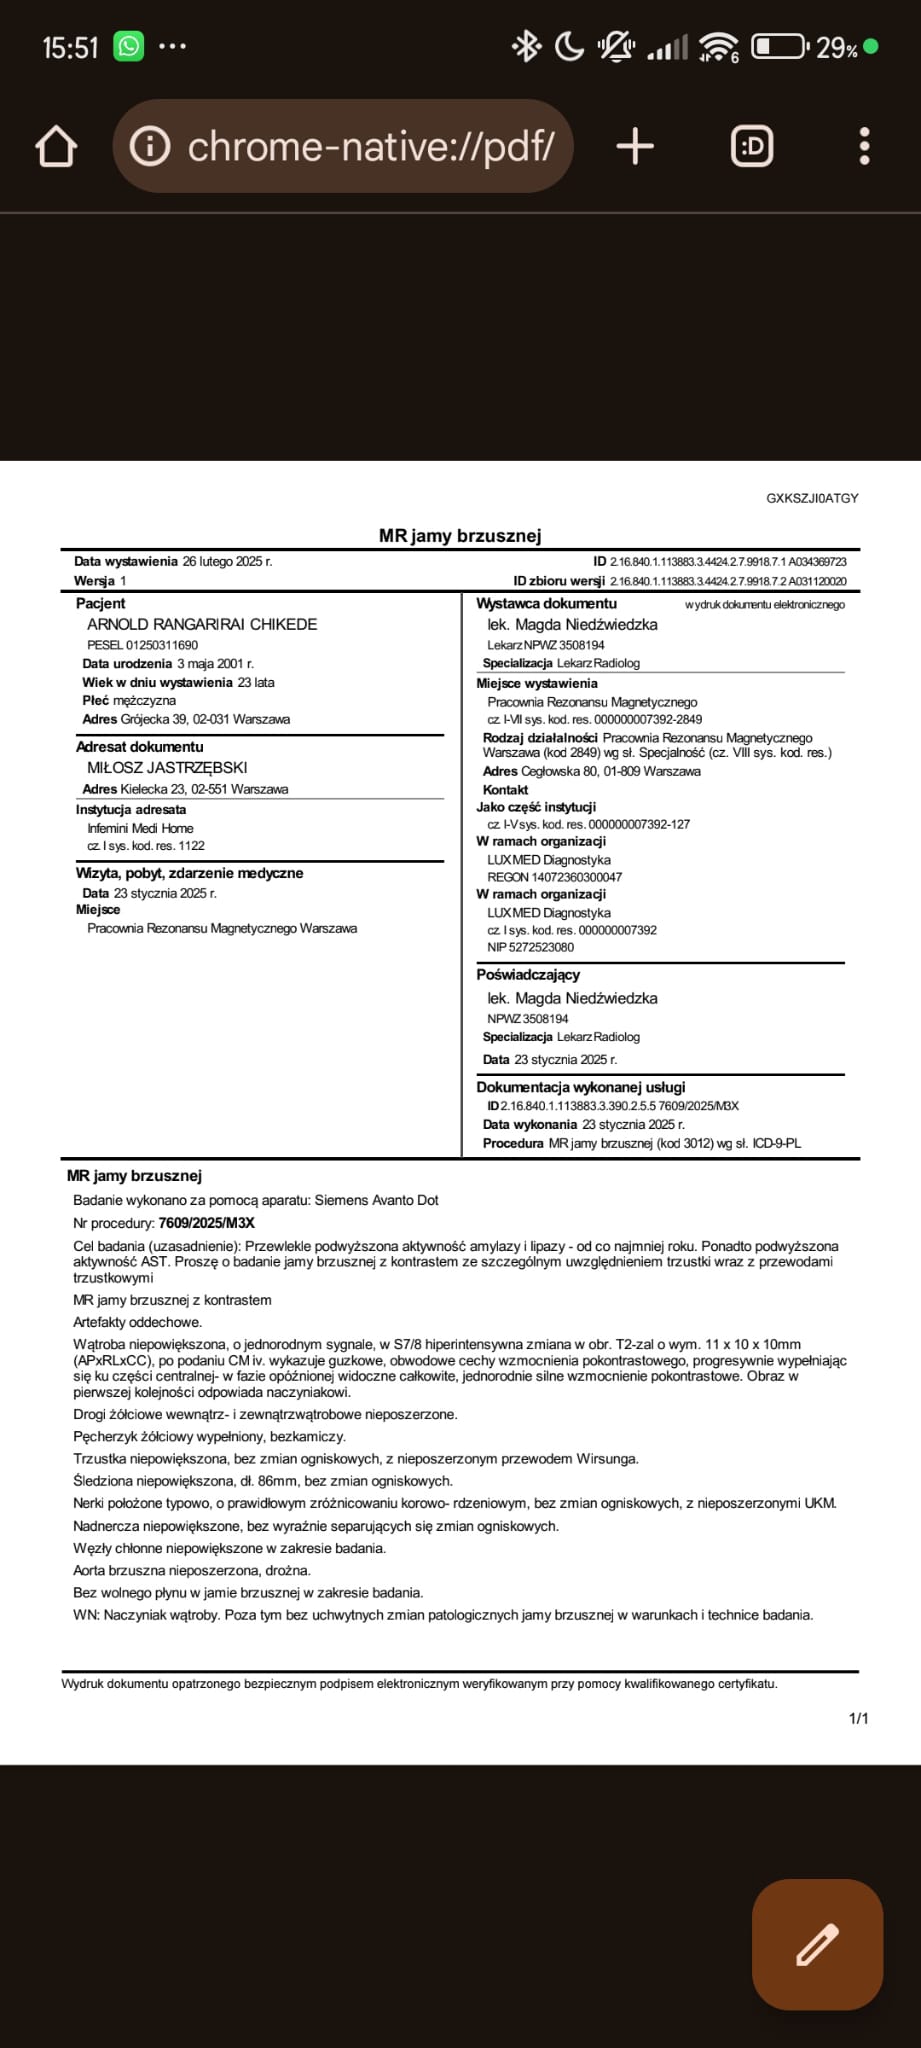 15:51
29%
chrome-native://pdf/
:D
GXKSZJI0ATGY
MR jamy brzusznej
Data wystawienia 26 lutego 2025 r.
ID 2.16.840.1.113883.3.4424.2.7.9918.7.1 A034369723
Wersja 1
ID zbioru wersji 2.16.840.1.113883.3.4424.2.7.9918.7.2 A031120020
Pacjent
ARNOLD RANGARIRAI CHIKEDE
PESEL 01250311690
Data urodzenia 3 maja 2001 r.
Wiek w dniu wystawienia 23 lata
Płeć mężczyzna
Adres Grójecka 39, 02-031 Warszawa
Adresat dokumentu
MIŁOSZ JASTRZĘBSKI
Adres Kielecka 23, 02-551 Warszawa
Instytucja adresata
Infemini Medi Home
cz. I sys. kod. res. 1122
Wizyta, pobyt, zdarzenie medyczne
Data 23 stycznia 2025 r.
Miejsce
Pracownia Rezonansu Magnetycznego Warszawa
Wystawca dokumentu
wydruk dokumentu elektronicznego
lek. Magda Niedźwiedzka
Lekarz NPWZ 3508194
Specjalizacja Lekarz Radiolog
Miejsce wystawienia
Pracownia Rezonansu Magnetycznego
cz. I-VII sys. kod. res. 000000007392-2849
Rodzaj działalności Pracownia Rezonansu Magnetycznego
Warszawa (kod 2849) wg sł. Specjalność (cz. VIII sys. kod. res.)
Adres Cegłowska 80, 01-809 Warszawa
Kontakt
Jako część instytucji
cz. I-V sys. kod. res. 000000007392-127
W ramach organizacji
LUXMED Diagnostyka
REGON 14072360300047
W ramach organizacji
LUXMED Diagnostyka
cz. I sys. kod. res. 000000007392
NIP 5272523080
Poświadczający
lek. Magda Niedźwiedzka
NPWZ 3508194
Specjalizacja Lekarz Radiolog
Data 23 stycznia 2025 r.
Dokumentacja wykonanej usługi
ID 2.16.840.1.113883.3.390.2.5.5 7609/2025/M3X
Data wykonania 23 stycznia 2025 r.
Procedura MR jamy brzusznej (kod 3012) wg sł. ICD-9-PL
MR jamy brzusznej
Badanie wykonano za pomocą aparatu: Siemens Avanto Dot
Nr procedury: 7609/2025/M3X
Cel badania (uzasadnienie): Przewlekle podwyższona aktywność amylazy i lipazy - od co najmniej roku. Ponadto podwyższona
aktywność AST. Proszę o badanie jamy brzusznej z kontrastem ze szczególnym uwzględnieniem trzustki wraz z przewodami
trzustkowymi
MR jamy brzusznej z kontrastem
Artefakty oddechowe.
Wątroba niepowiększona, o jednorodnym sygnale, w S7/8 hiperintensywna zmiana w obr. T2-zal o wym. 11 x 10 x 10mm
(APxRLxCC), po podaniu CM iv. wykazuje guzkowe, obwodowe cechy wzmocnienia pokontrastowego, progresywnie wypełniając
się ku części centralnej- w fazie opóźnionej widoczne całkowite, jednorodnie silne wzmocnienie pokontrastowe. Obraz w
pierwszej kolejności odpowiada naczyniakowi.
Drogi żółciowe wewnątrz- i zewnątrzwątrobowe nieposzerzone.
Pęcherzyk żółciowy wypełniony, bezkamiczy.
Trzustka niepowiększona, bez zmian ogniskowych, z nieposzerzonym przewodem Wirsunga.
Śledziona niepowiększona, dł. 86mm, bez zmian ogniskowych.
Nerki położone typowo, o prawidłowym zróżnicowaniu korowo- rdzeniowym, bez zmian ogniskowych, z nieposzerzonymi UKM.
Nadnercza niepowiększone, bez wyraźnie separujących się zmian ogniskowych.
Węzły chłonne niepowiększone w zakresie badania.
Aorta brzuszna nieposzerzona, drożna.
Bez wolnego płynu w jamie brzusznej w zakresie badania.
WN: Naczyniak wątroby. Poza tym bez uchwytnych zmian patologicznych jamy brzusznej w warunkach i technice badania.
Wydruk dokumentu opatrzonego bezpiecznym podpisem elektronicznym weryfikowanym przy pomocy kwalifikowanego certyfikatu.
1/1